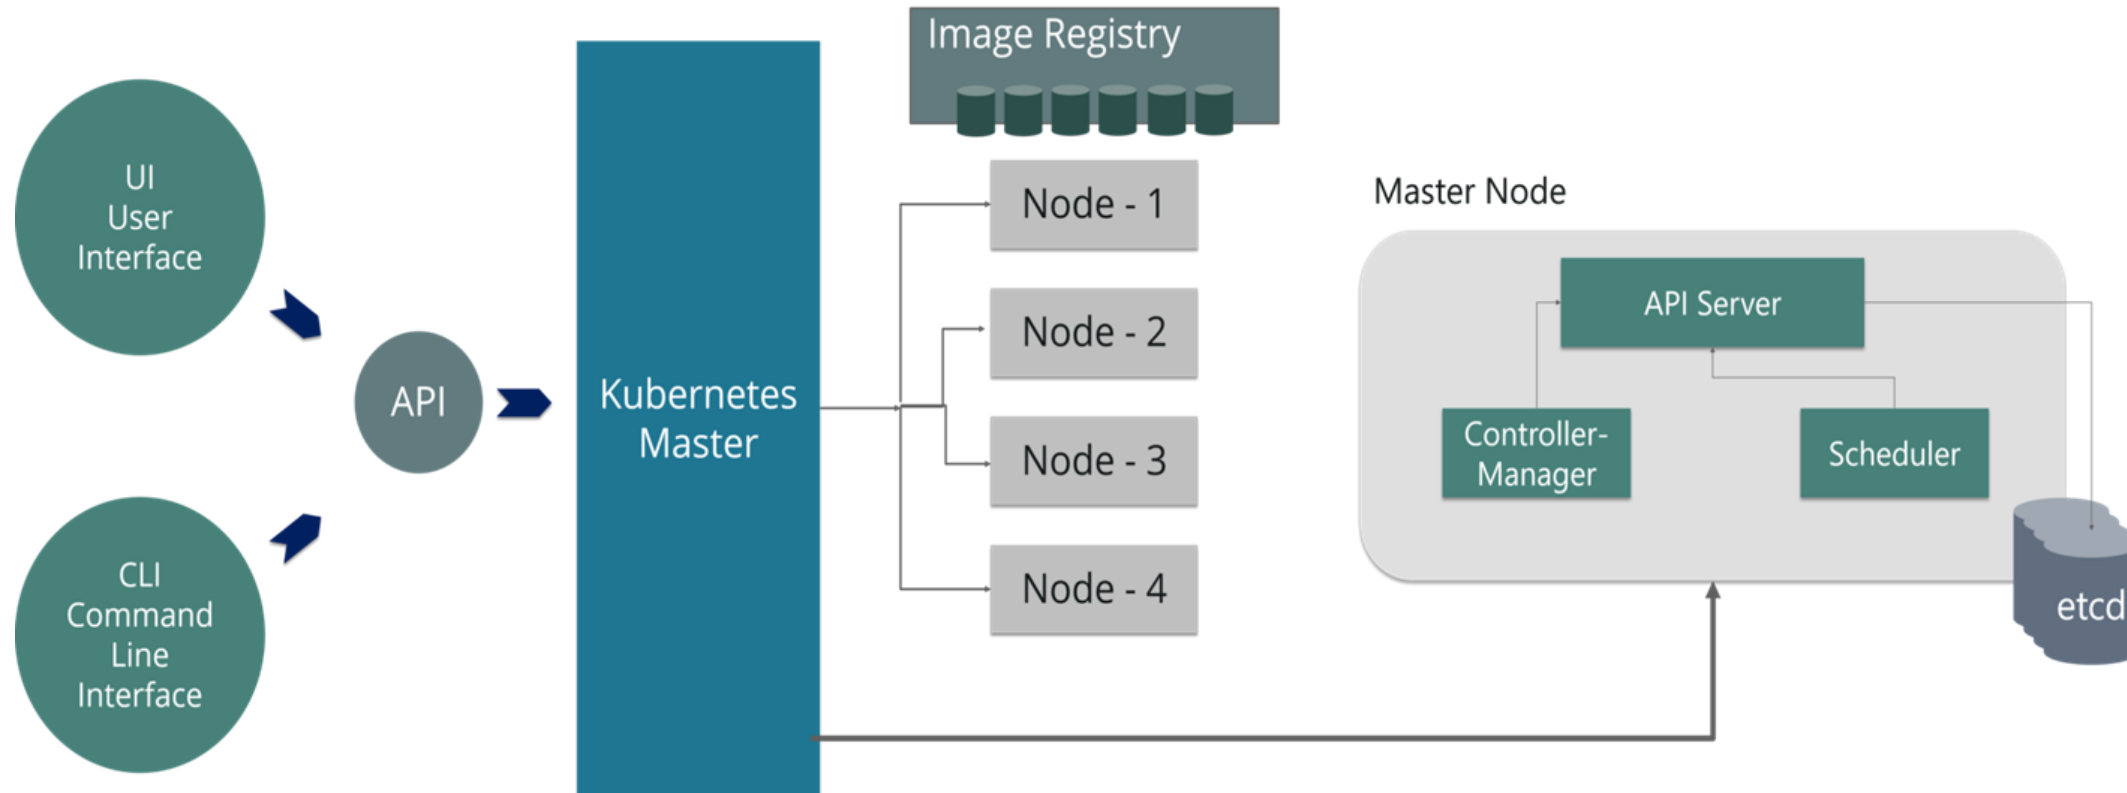 UI
User
Interface
CLI
Command
Line
Interface
API
Kubernetes
Master
Image Registry
Node - 1
Node - 2
Node - 3
Node - 4
Master Node
API Server
Controller-
Manager
Scheduler
etcd